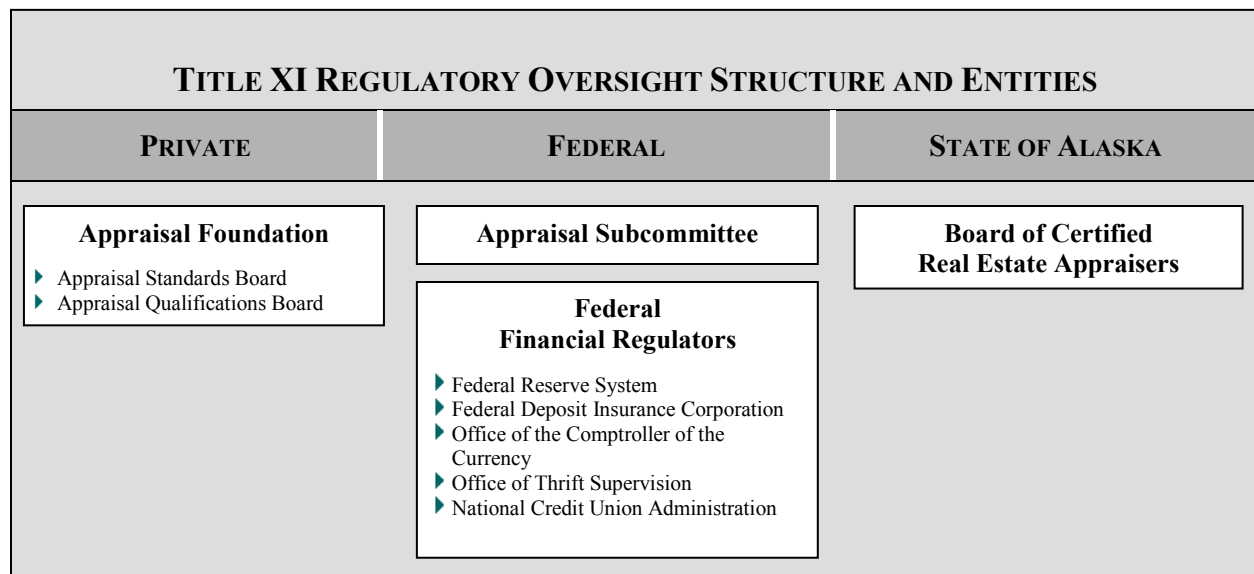 TITLE XI REGULATORY OVERSIGHT STRUCTURE AND ENTITIES
PRIVATE
FEDERAL
STATE OF ALASKA
Appraisal Foundation
Appraisal Standards Board
Appraisal Qualifications Board
Appraisal Subcommittee
Federal
Financial Regulators
Federal Reserve System
Federal Deposit Insurance Corporation
Office of the Comptroller of the
Currency
Office of Thrift Supervision
National Credit Union Administration
Board of Certified
Real Estate Appraisers